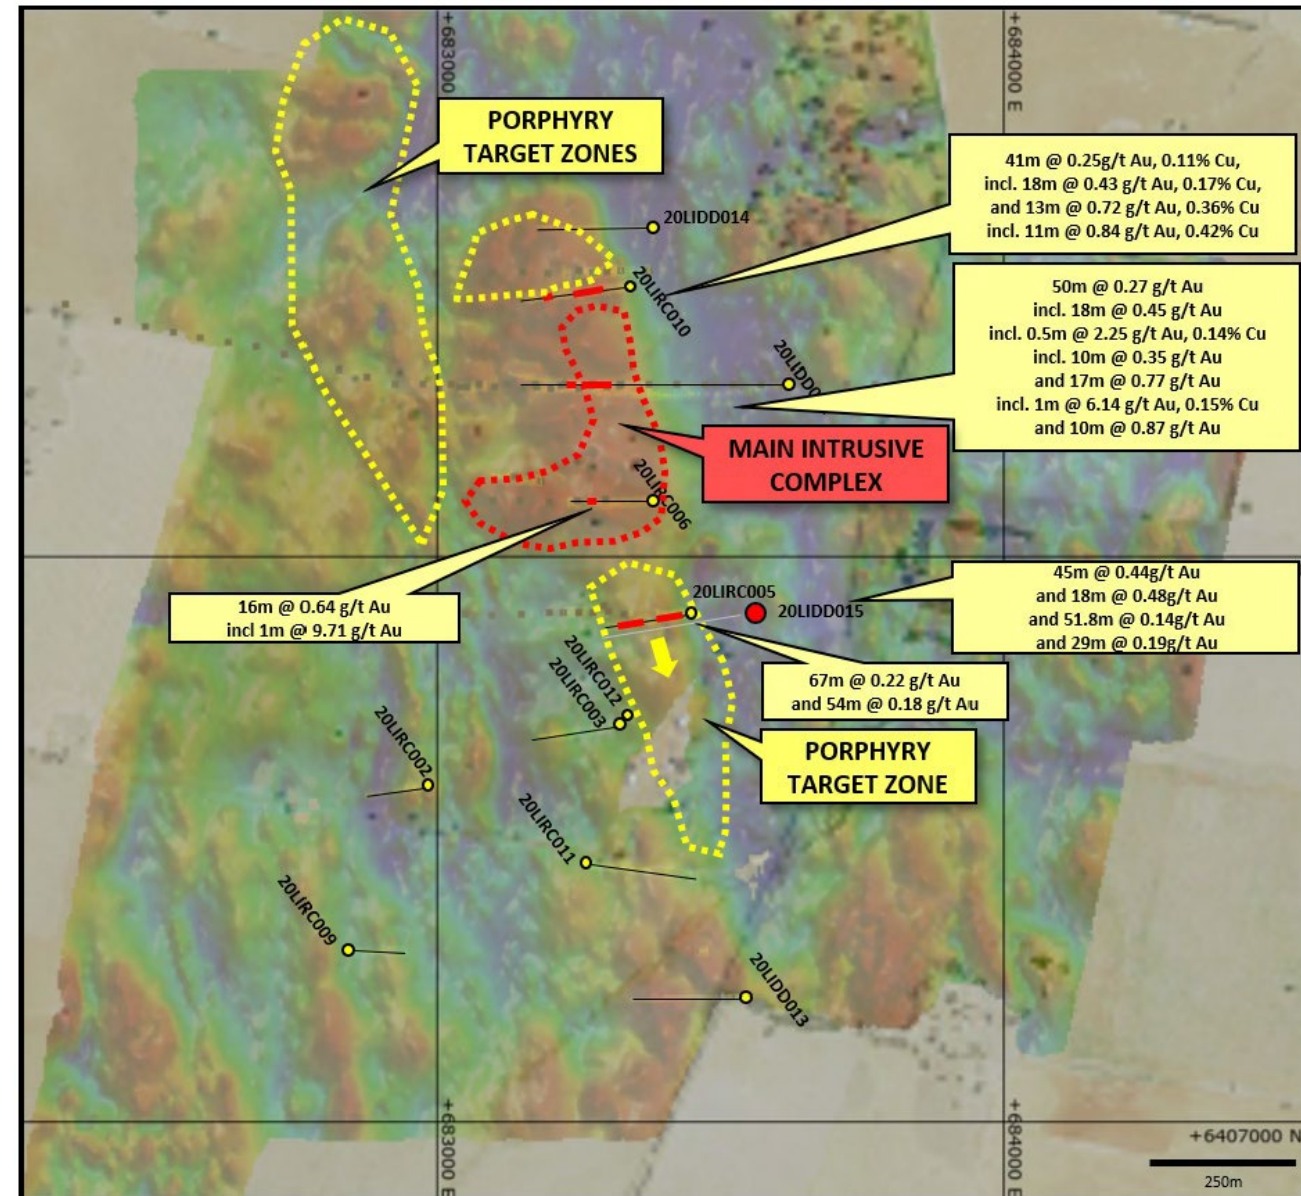 +683000
+684000 E
PORPHYRY
TARGET ZONES
41m @ 0.25g/t Au, 0.11% Cu,
incl. 18m @ 0.43 g/t Au, 0.17% Cu,
and 13m @ 0.72 g/t Au, 0.36% Cu
incl. 11m @ 0.84 g/t Au, 0.42% Cu
20LIDD014
20LIRC010
50m @ 0.27 g/t Au
incl. 18m @ 0.45 g/t Au
incl. 0.5m @ 2.25 g/t Au, 0.14% Cu
incl. 10m @ 0.35 g/t Au
and 17m @ 0.77 g/t Au
incl. 1m @ 6.14 g/t Au, 0.15% Cu
and 10m @ 0.87 g/t Au
20LIDD0
MAIN INTRUSIVE
COMPLEX
20LIRC006
16m @ 0.64 g/t Au
incl 1m @ 9.71 g/t Au
20LIRC005
20LIDD015
45m @ 0.44g/t Au
and 18m @ 0.48g/t Au
and 51.8m @ 0.14g/t Au
and 29m @ 0.19g/t Au
67m @ 0.22 g/t Au
and 54m @ 0.18 g/t Au
20LIRC012
20LIRC003
20LIRC002
PORPHYRY
TARGET ZONE
20LIRC011
20LIRC009
20LIDD013
+683000 E
+684000 E
+6407000 N
250m